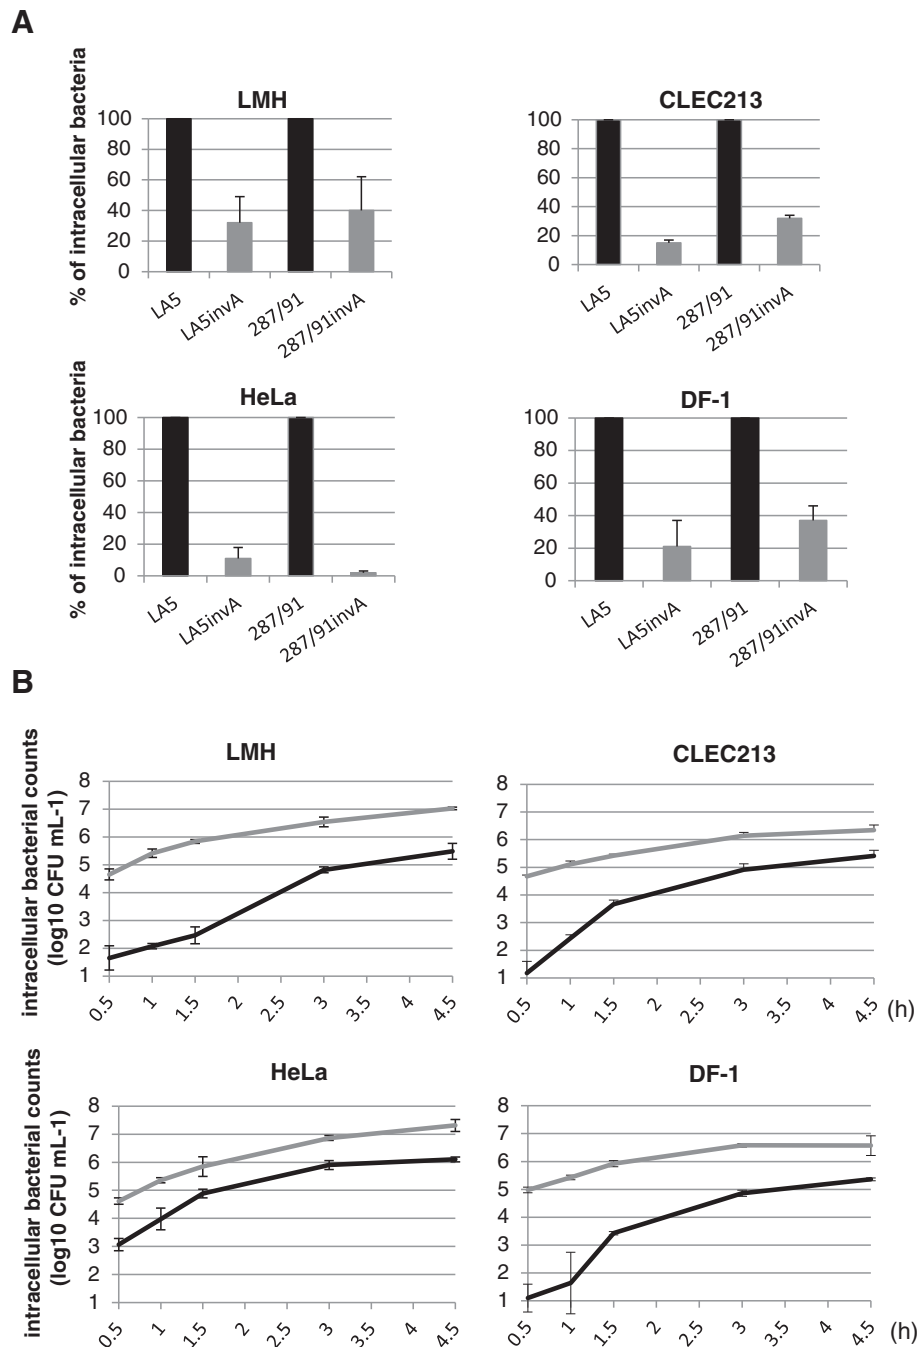 A
LMH
% of intracellular bacteria
100
80
60
40
20
0
LA5 LA5invA 287/91 287/91invA
CLEC213
100
80
60
40
20
0
LA5 LA5invA 287/91 287/91invA
HeLa
% of intracellular bacteria
100
80
60
40
20
0
LA5 LA5invA 287/91 287/91invA
DF-1
100
80
60
40
20
0
LA5 LA5invA 287/91 287/91invA
B
LMH
intracellular bacterial counts
(log10 CFU mL-1)
8
7
6
5
4
3
2
1
0.5 1 1.5 2 2.5 3 3.5 4 4.5
CLEC213
8
7
6
5
4
3
2
1
0.5 1 1.5 2 2.5 3 3.5 4 4.5 (h)
HeLa
intracellular bacterial counts
(log10 CFU mL-1)
8
7
6
5
4
3
2
1
0.5 1 1.5 2 2.5 3 3.5 4 4.5
DF-1
8
7
6
5
4
3
2
1
0.5 1 1.5 2 2.5 3 3.5 4 4.5 (h)